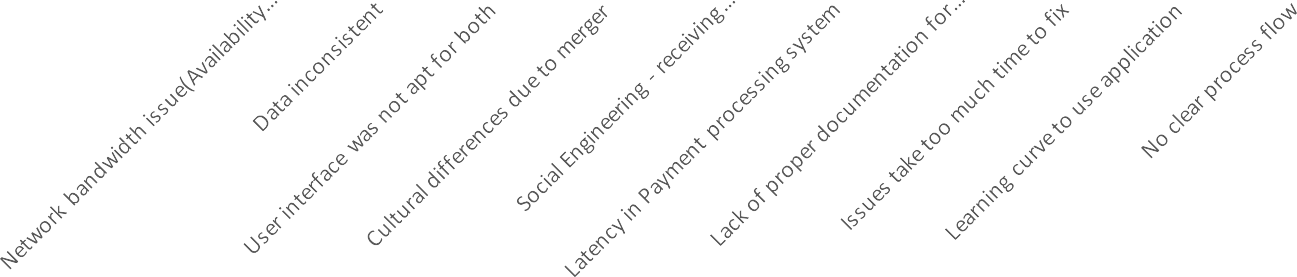 Network bandwidth issue(Availability...
Data inconsistent
User interface was not apt for both
Cultural differences due to merger
Social Engineering - receiving...
Latency in Payment processing system
Lack of proper documentation for...
Issues take too much time to fix
Learning curve to use application
No clear process flow